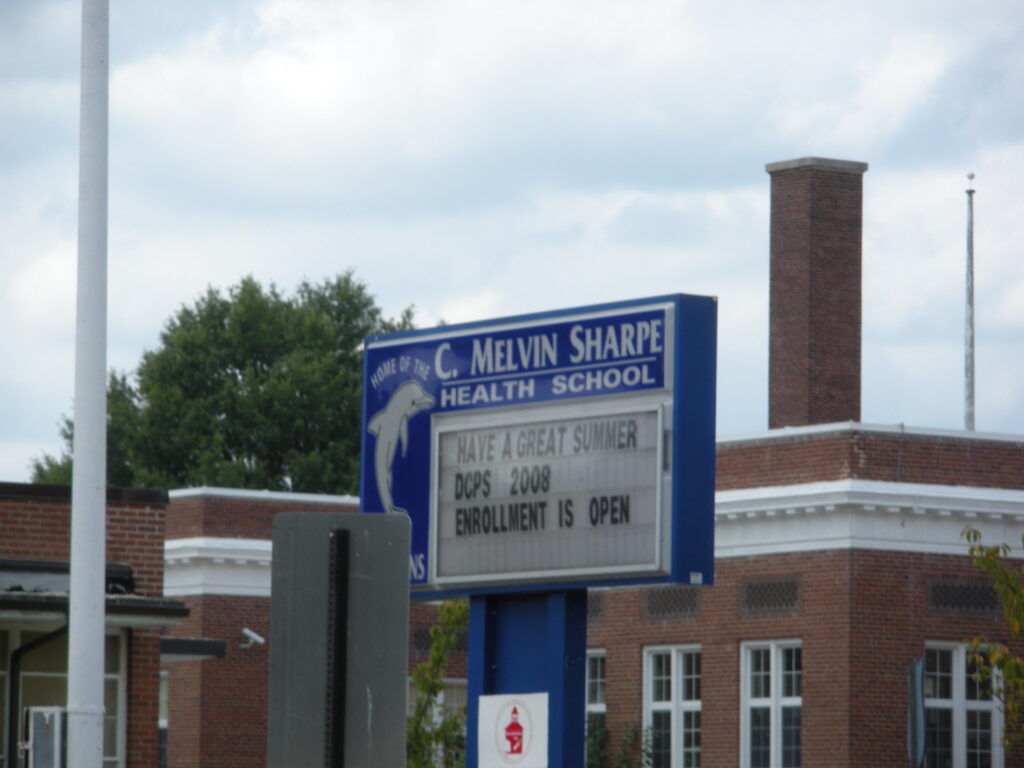 HOME OF THE
C. MELVIN SHARPE
HEALTH SCHOOL
HAVE A GREAT SUMMER
DCPS 2008
ENROLLMENT IS OPEN